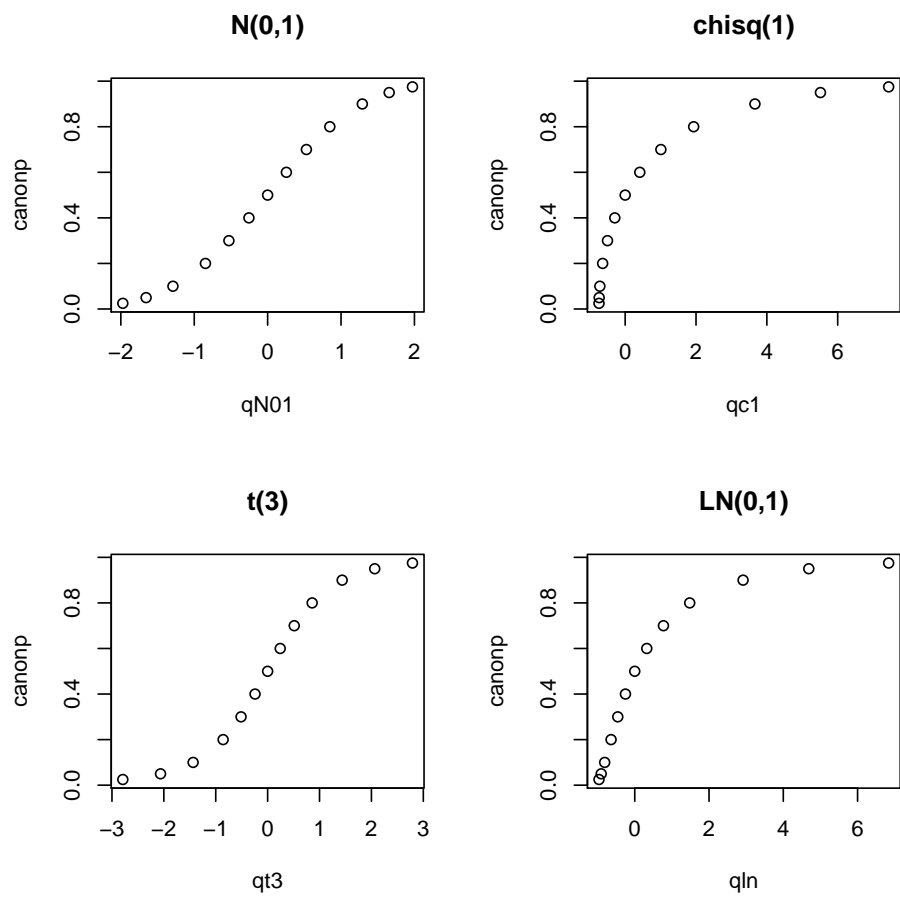 N(0,1)
canonp
0.0 0.4 0.8
−2 −1 0 1 2
qN01
chisq(1)
canonp
0.0 0.4 0.8
0 2 4 6
qc1
t(3)
canonp
0.0 0.4 0.8
−3 −2 −1 0 1 2 3
qt3
LN(0,1)
canonp
0.0 0.4 0.8
0 2 4 6
qln